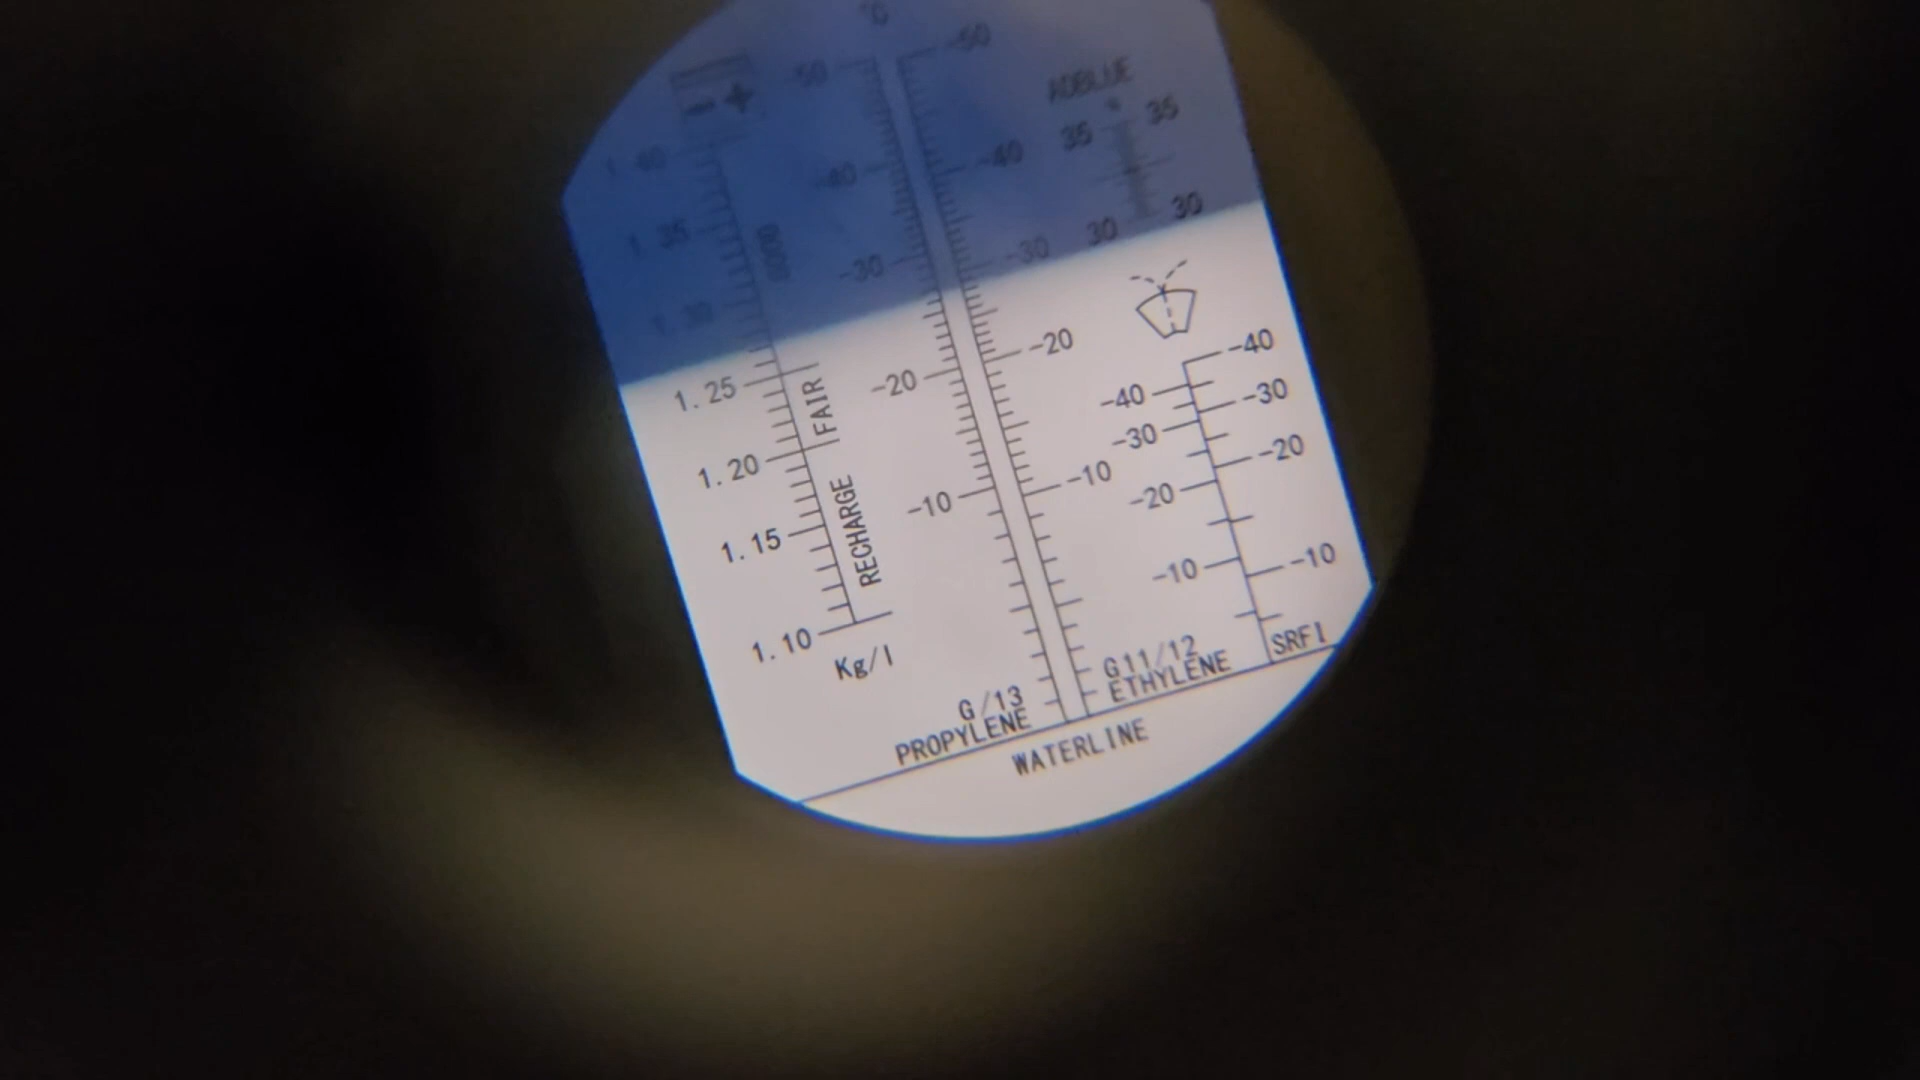 °C
- +
-50 -50
ADBLUE
%
35 35
1.40 -40 -40
1.35 GOOD
30 30
-30 -30
1.30
-20 -40
1.25 FAIR -20 -40 -30
-30 -20
1.20 -10 -20
RECHARGE -10
1.15 -10 -10
1.10
Kg/l
G/13
PROPYLENE
G11/12
ETHYLENE
SRF1
WATERLINE